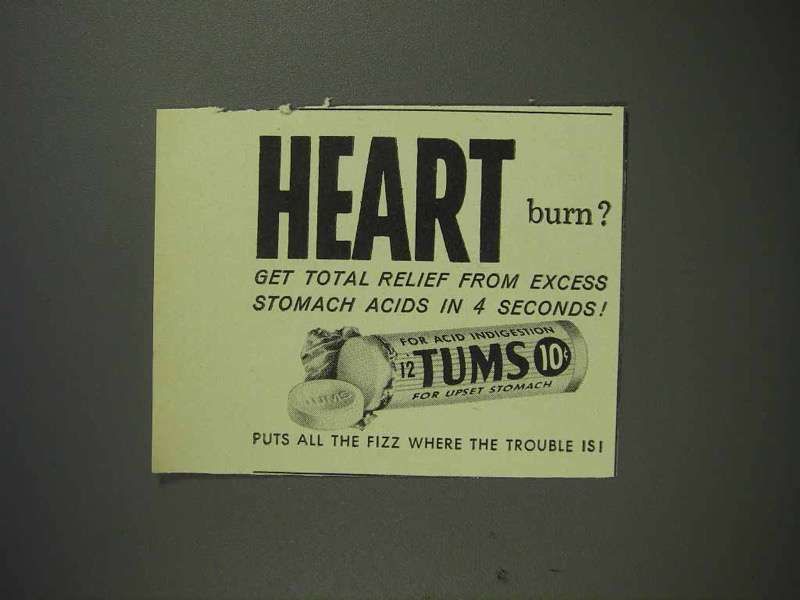 HEART burn?
GET TOTAL RELIEF FROM EXCESS
STOMACH ACIDS IN 4 SECONDS!
FOR ACID INDIGESTION
12 TUMS 10¢
FOR UPSET STOMACH
TUMS
PUTS ALL THE FIZZ WHERE THE TROUBLE IS!